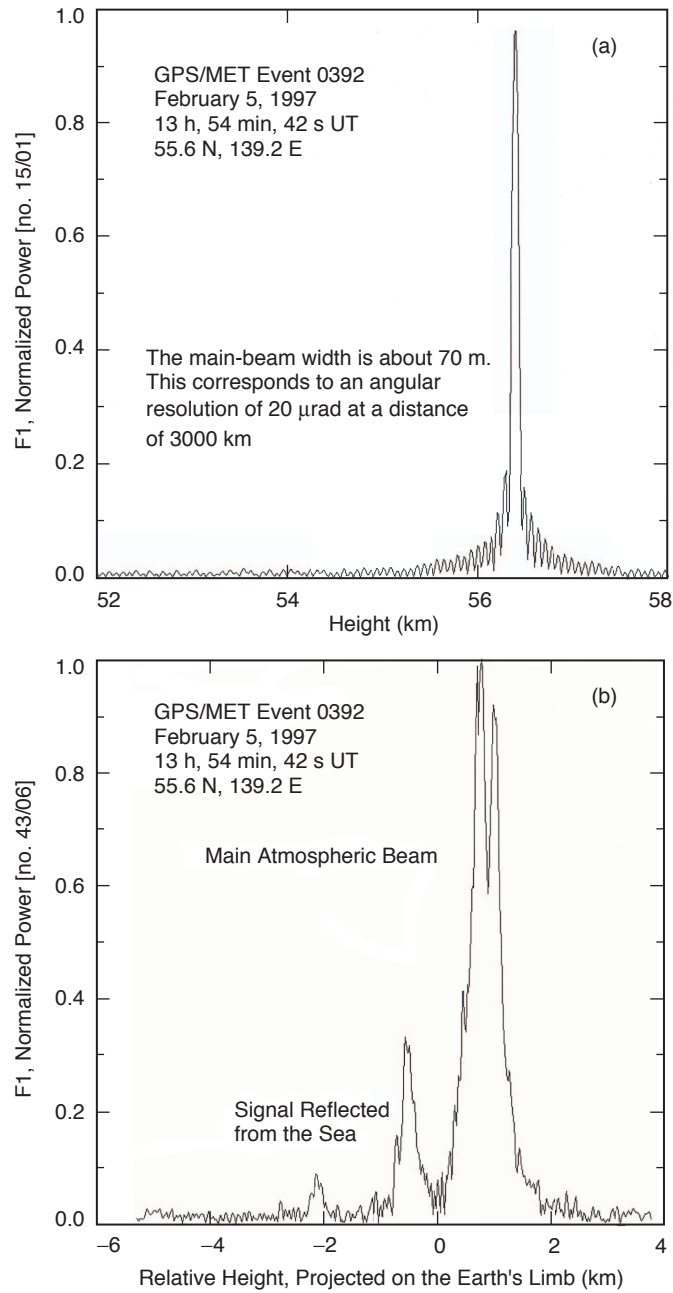 (a)
GPS/MET Event 0392
February 5, 1997
13 h, 54 min, 42 s UT
55.6 N, 139.2 E
The main-beam width is about 70 m.
This corresponds to an angular
resolution of 20 μrad at a distance
of 3000 km
F1, Normalized Power [no. 15/01]
1.0
0.8
0.6
0.4
0.2
0.0
52 54 56 58
Height (km)
(b)
GPS/MET Event 0392
February 5, 1997
13 h, 54 min, 42 s UT
55.6 N, 139.2 E
Main Atmospheric Beam
Signal Reflected
from the Sea
F1, Normalized Power [no. 43/06]
1.0
0.8
0.6
0.4
0.2
0.0
−6 −4 −2 0 2 4
Relative Height, Projected on the Earth's Limb (km)